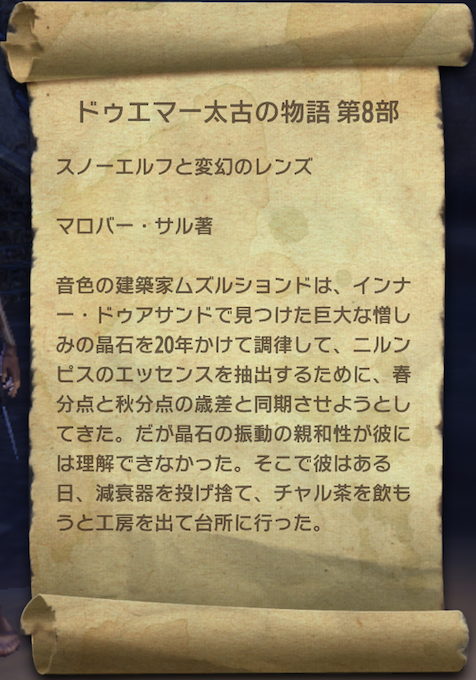 ドゥエマー太古の物語 第8部
スノーエルフと変幻のレンズ
マロバー・サル著
音色の建築家ムズルションドは、インナ
ー・ドゥアサンドで見つけた巨大な憎し
みの晶石を20年かけて調律して、ニルン
ピスのエッセンスを抽出するために、春
分点と秋分点の歳差と同期させようとし
てきた。だが晶石の振動の親和性が彼に
は理解できなかった。そこで彼はある
日、減衰器を投げ捨て、チャル茶を飲も
うと工房を出て台所に行った。